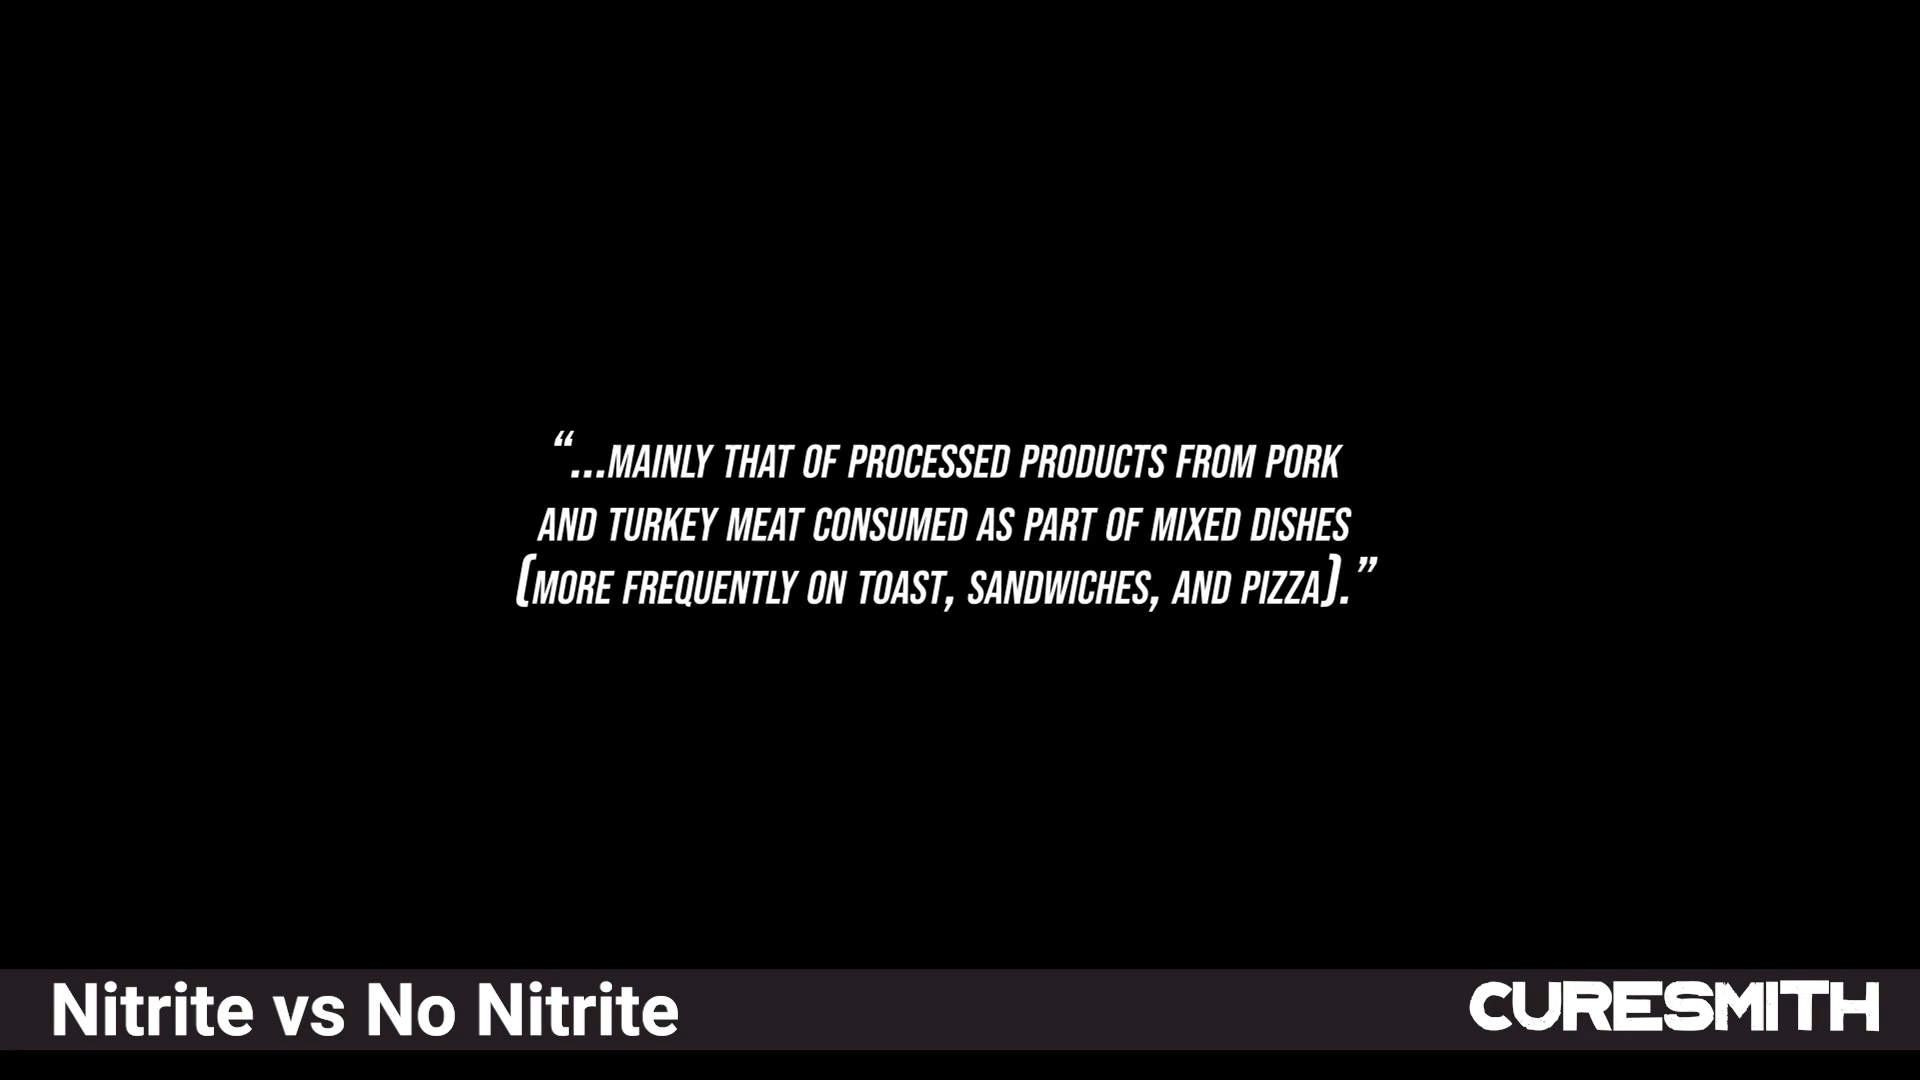 “...MAINLY THAT OF PROCESSED PRODUCTS FROM PORK
AND TURKEY MEAT CONSUMED AS PART OF MIXED DISHES
(MORE FREQUENTLY ON TOAST, SANDWICHES, AND PIZZA).”
Nitrite vs No Nitrite
CURESMITH